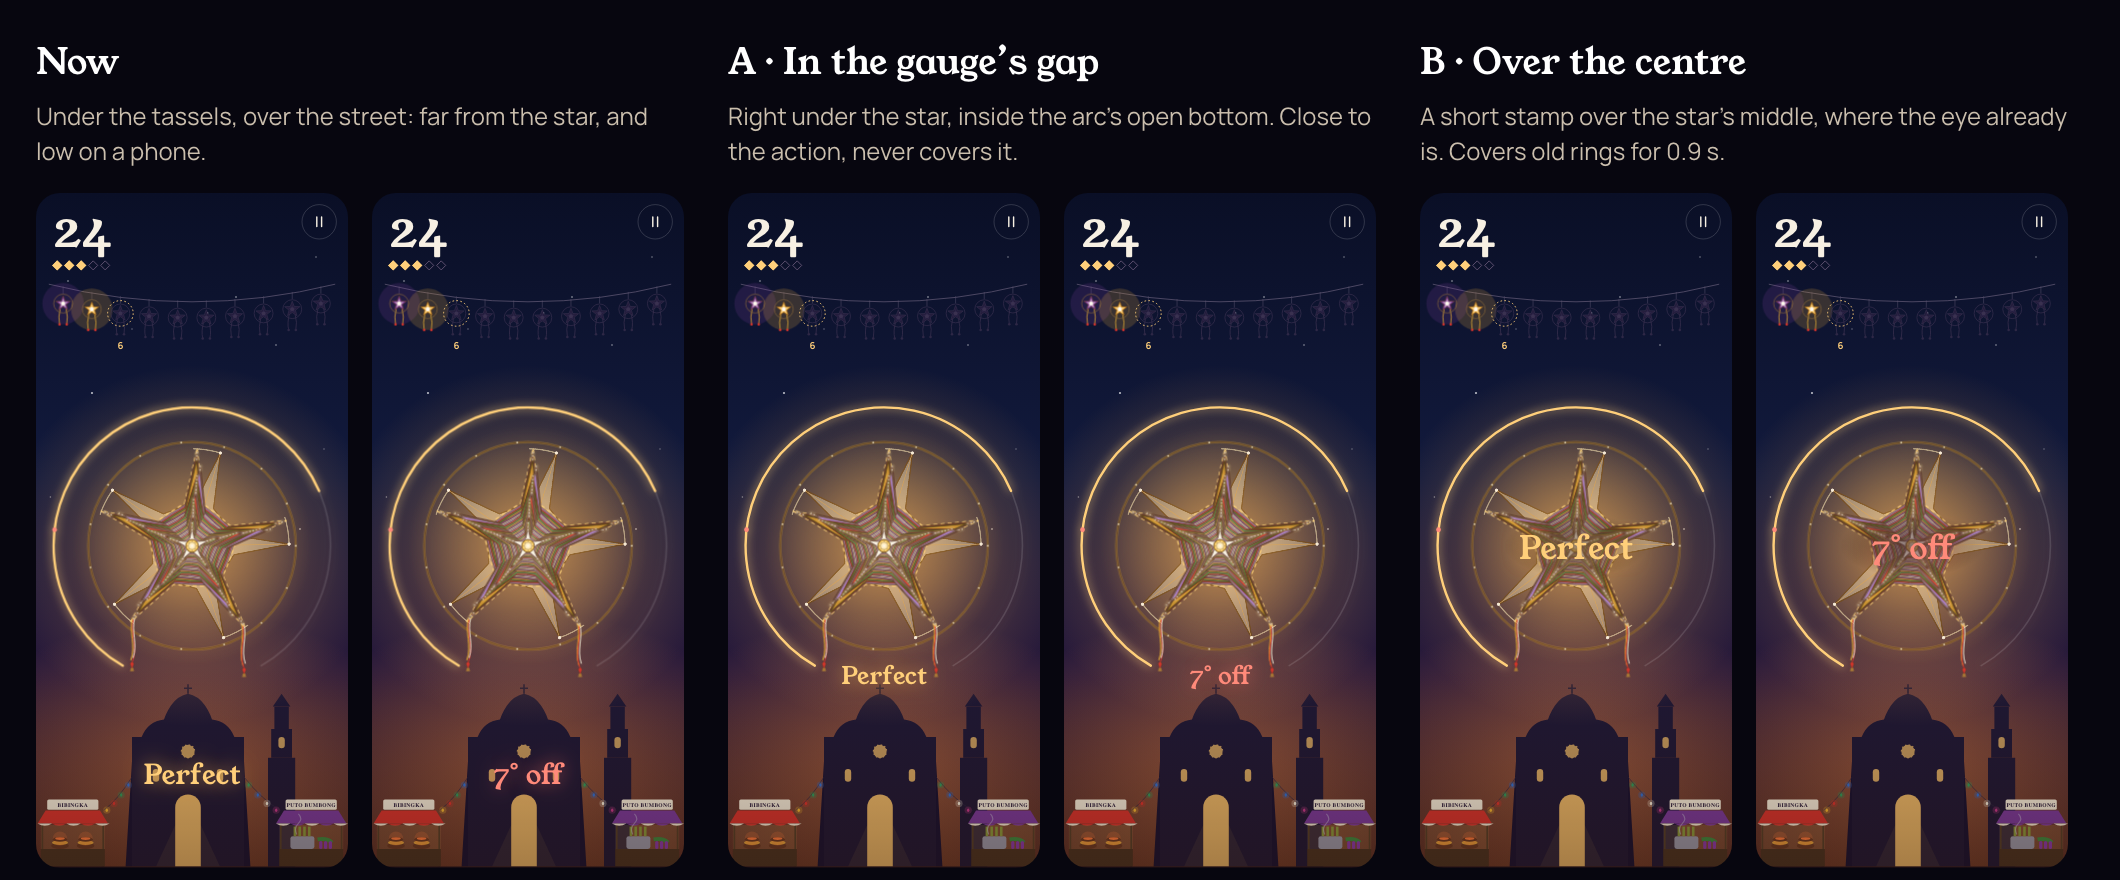 Now
Under the tassels, over the street: far from the star, and
low on a phone.
24
6
Perfect
BIBINGKA
PUTO BUMBONG
24
6
7° off
BIBINGKA
PUTO BUMBONG
A · In the gauge’s gap
Right under the star, inside the arc’s open bottom. Close to
the action, never covers it.
24
6
Perfect
BIBINGKA
PUTO BUMBONG
24
6
7° off
BIBINGKA
PUTO BUMBONG
B · Over the centre
A short stamp over the star’s middle, where the eye already
is. Covers old rings for 0.9 s.
24
6
Perfect
BIBINGKA
PUTO BUMBONG
24
6
7° off
BIBINGKA
PUTO BUMBONG